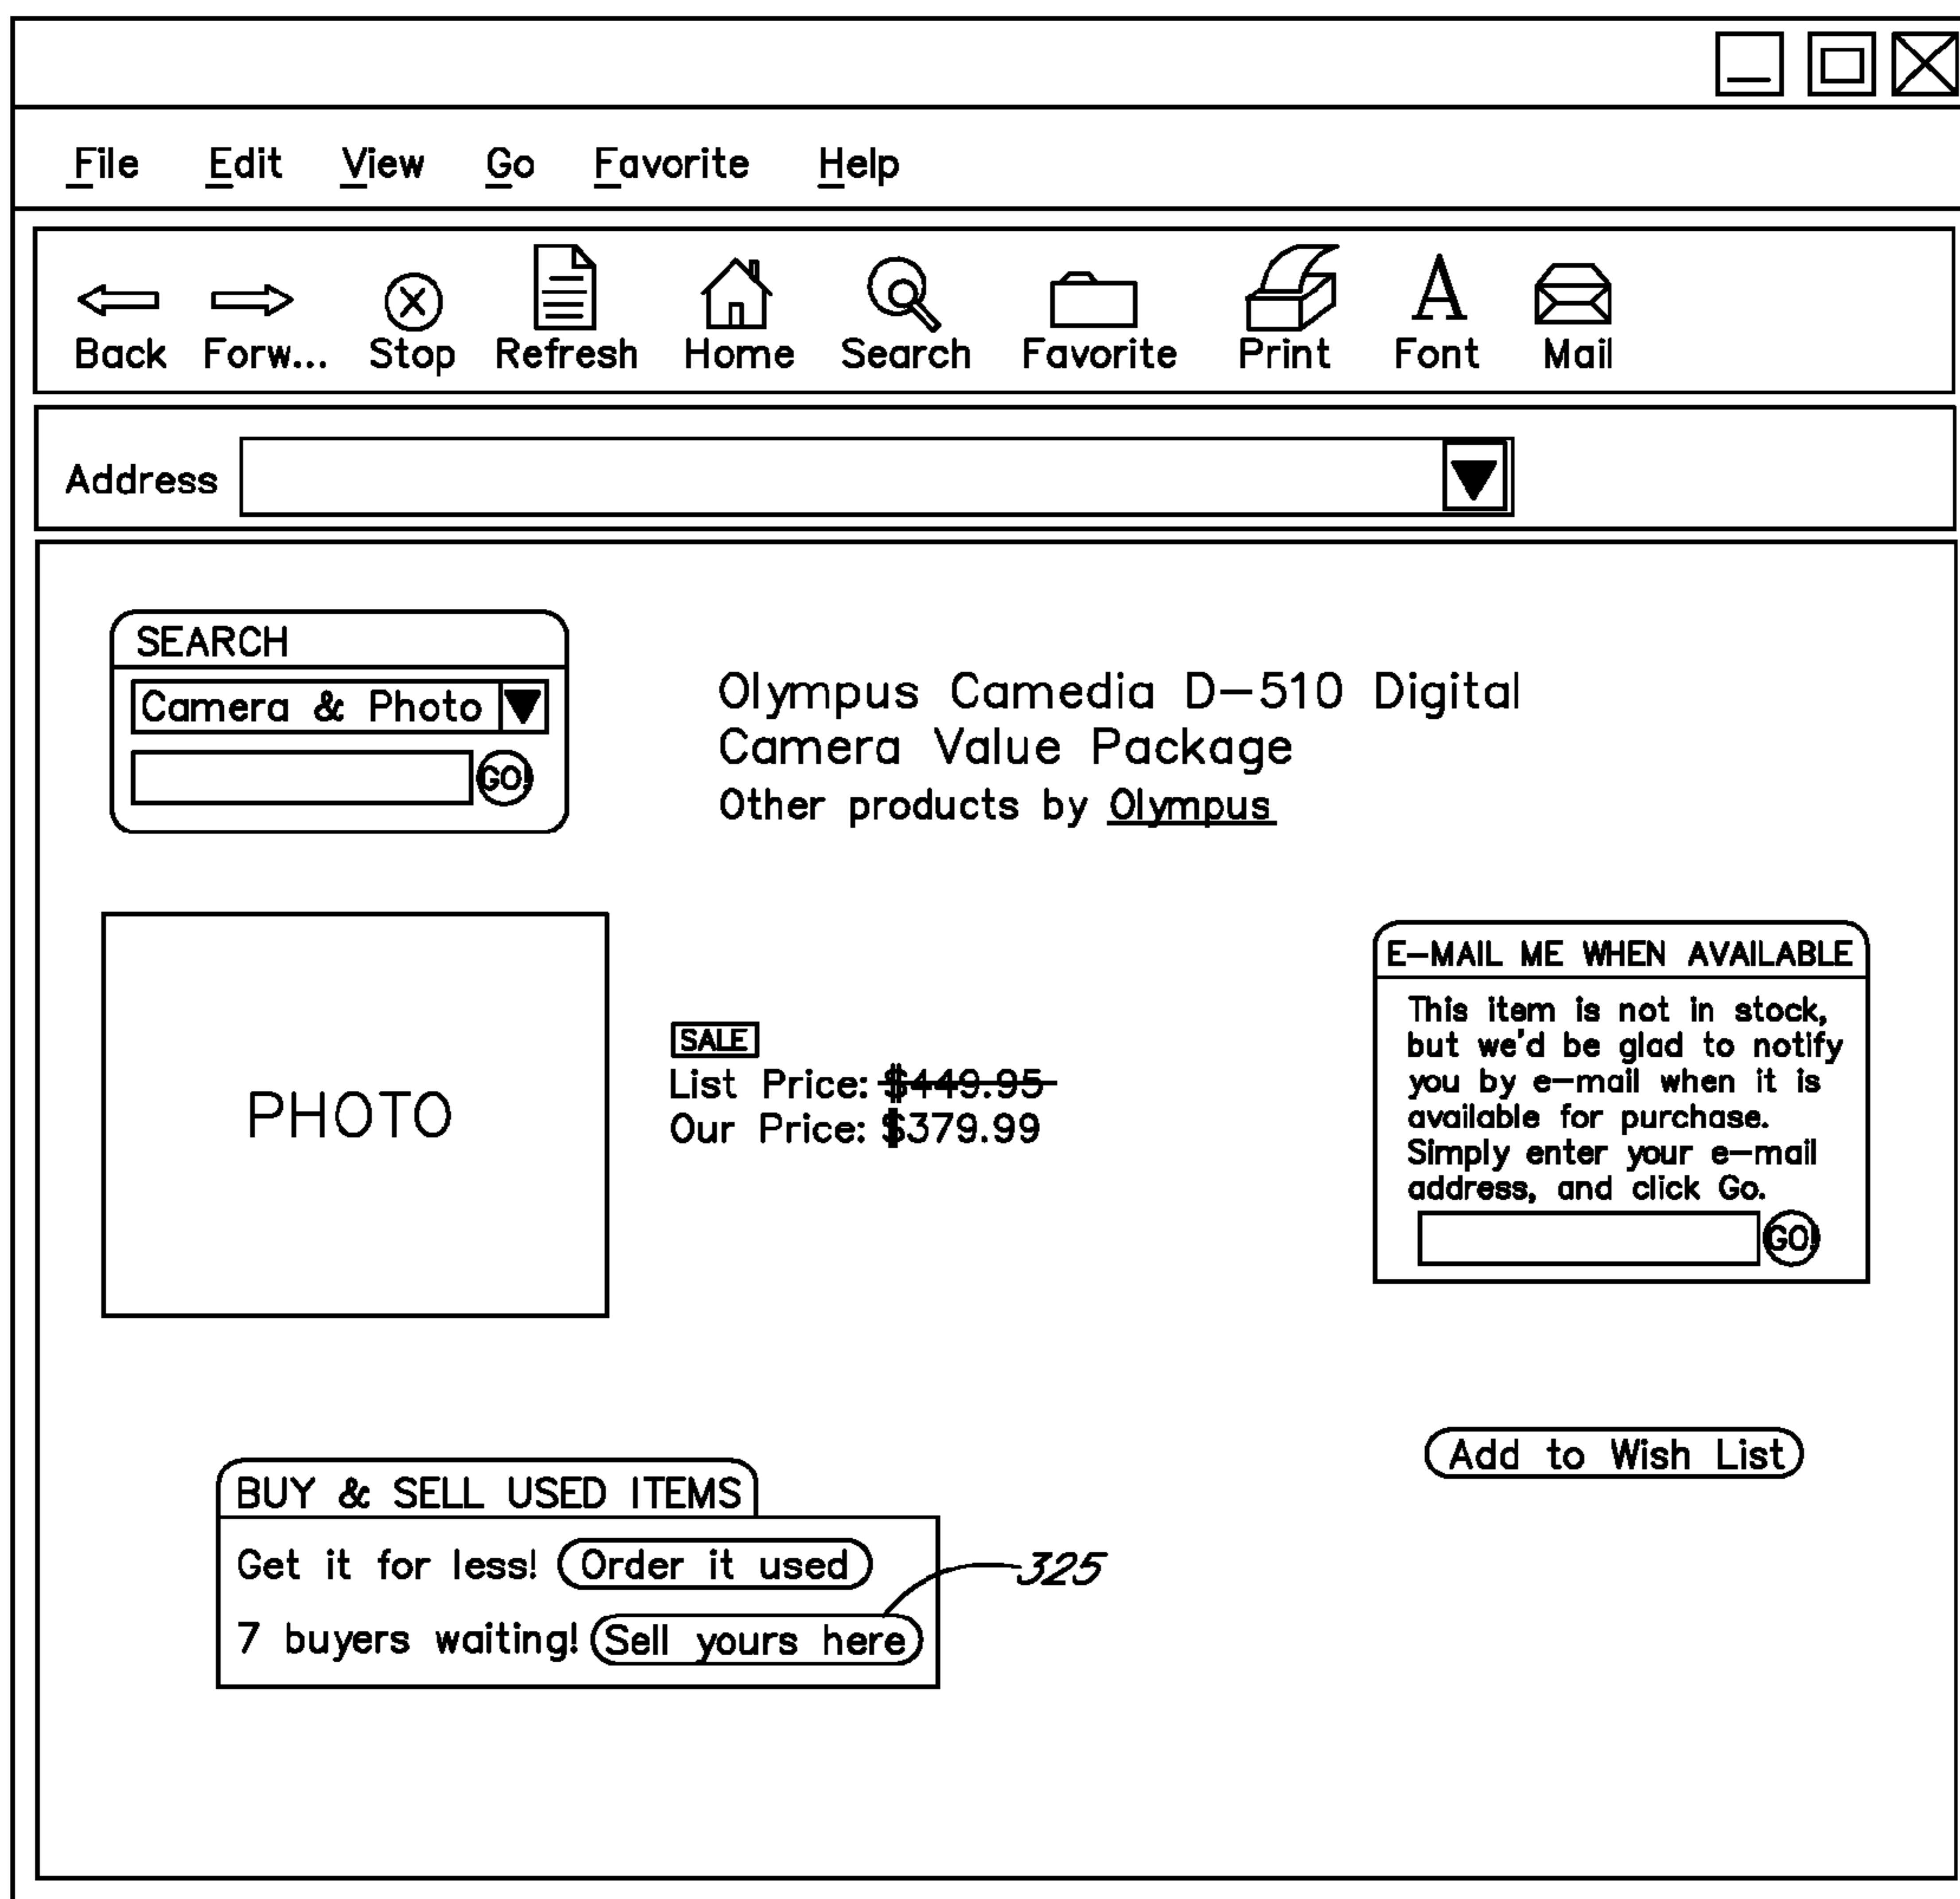 File Edit View Go Favorite Help
A
Back Forw... Stop Refresh Home Search Favorite Print Font Mail
Address
SEARCH
Camera & Photo
GO!
Olympus Camedia D-510 Digital
Camera Value Package
Other products by Olympus
PHOTO
SALE
List Price: $449.95
Our Price: $379.99
E-MAIL ME WHEN AVAILABLE
This item is not in stock,
but we'd be glad to notify
you by e-mail when it is
available for purchase.
Simply enter your e-mail
address, and click Go.
GO!
Add to Wish List
BUY & SELL USED ITEMS
Get it for less! Order it used
325
7 buyers waiting! Sell yours here